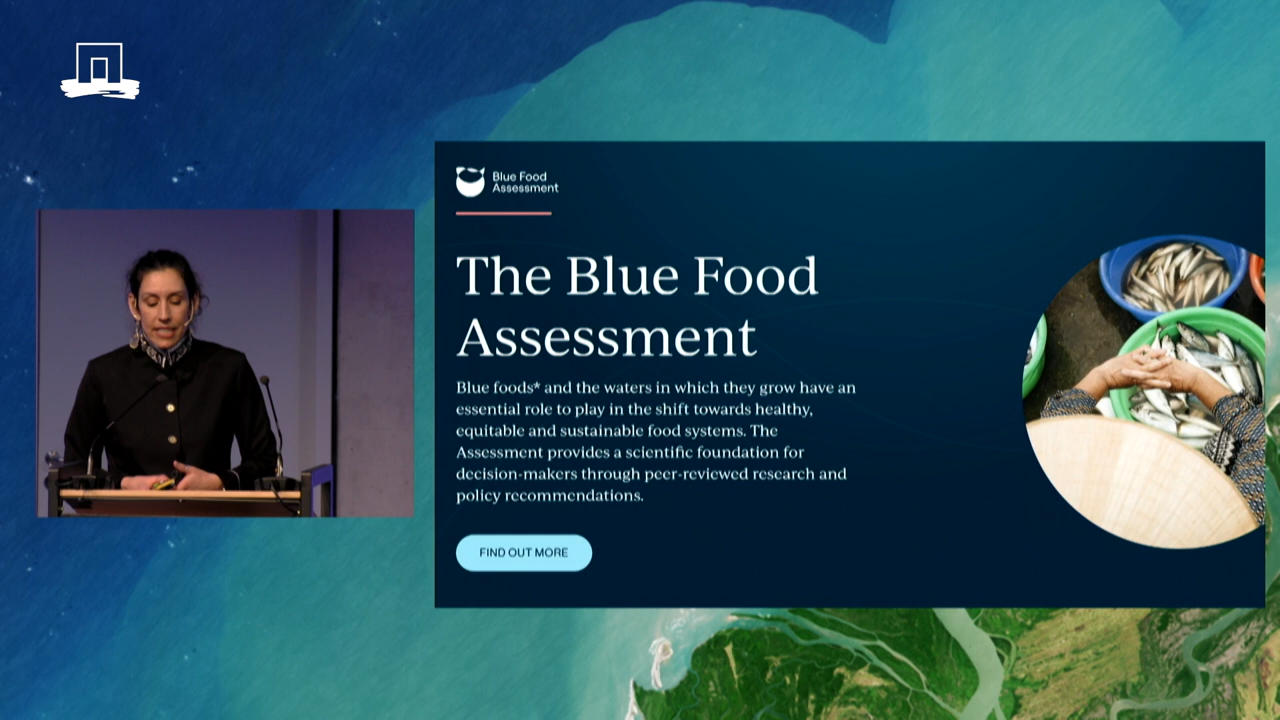 Blue Food
Assessment
The Blue Food
Assessment
Blue foods* and the waters in which they grow have an
essential role to play in the shift towards healthy,
equitable and sustainable food systems. The
Assessment provides a scientific foundation for
decision-makers through peer-reviewed research and
policy recommendations.
FIND OUT MORE